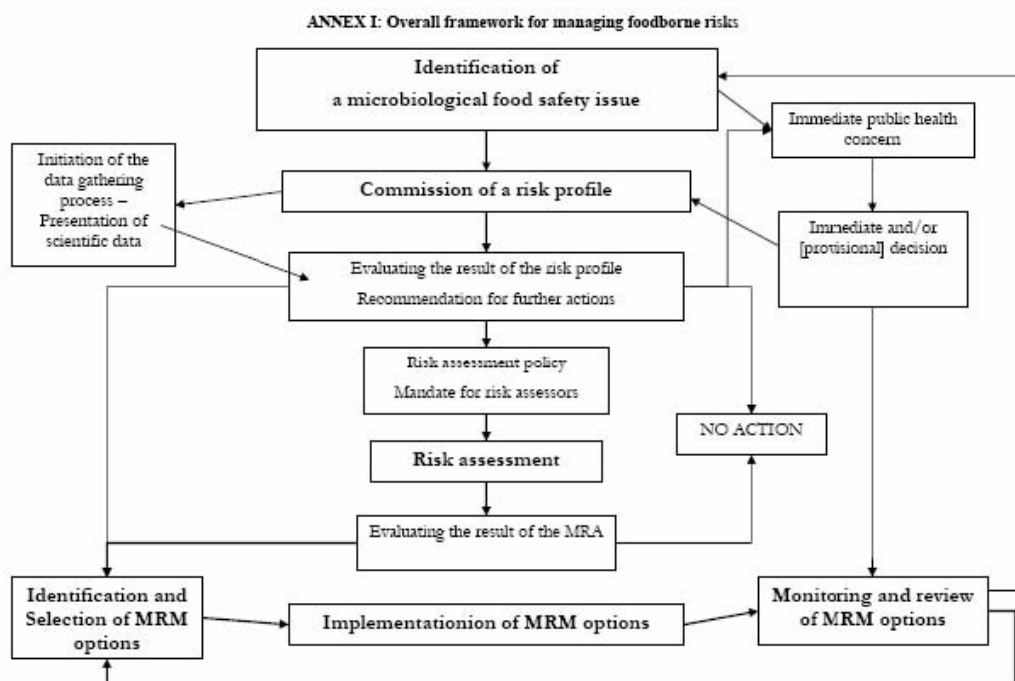 ANNEX I: Overall framework for managing foodborne risks
Identification of
a microbiological food safety issue
Immediate public health
concern
Initiation of the
data gathering
process –
Presentation of
scientific data
Commission of a risk profile
Immediate and/or
[provisional] decision
Evaluating the result of the risk profile
Recommendation for further actions
Risk assessment policy
Mandate for risk assessors
NO ACTION
Risk assessment
Evaluating the result of the MRA
Identification and
Selection of MRM
options
Implementationion of MRM options
Monitoring and review
of MRM options